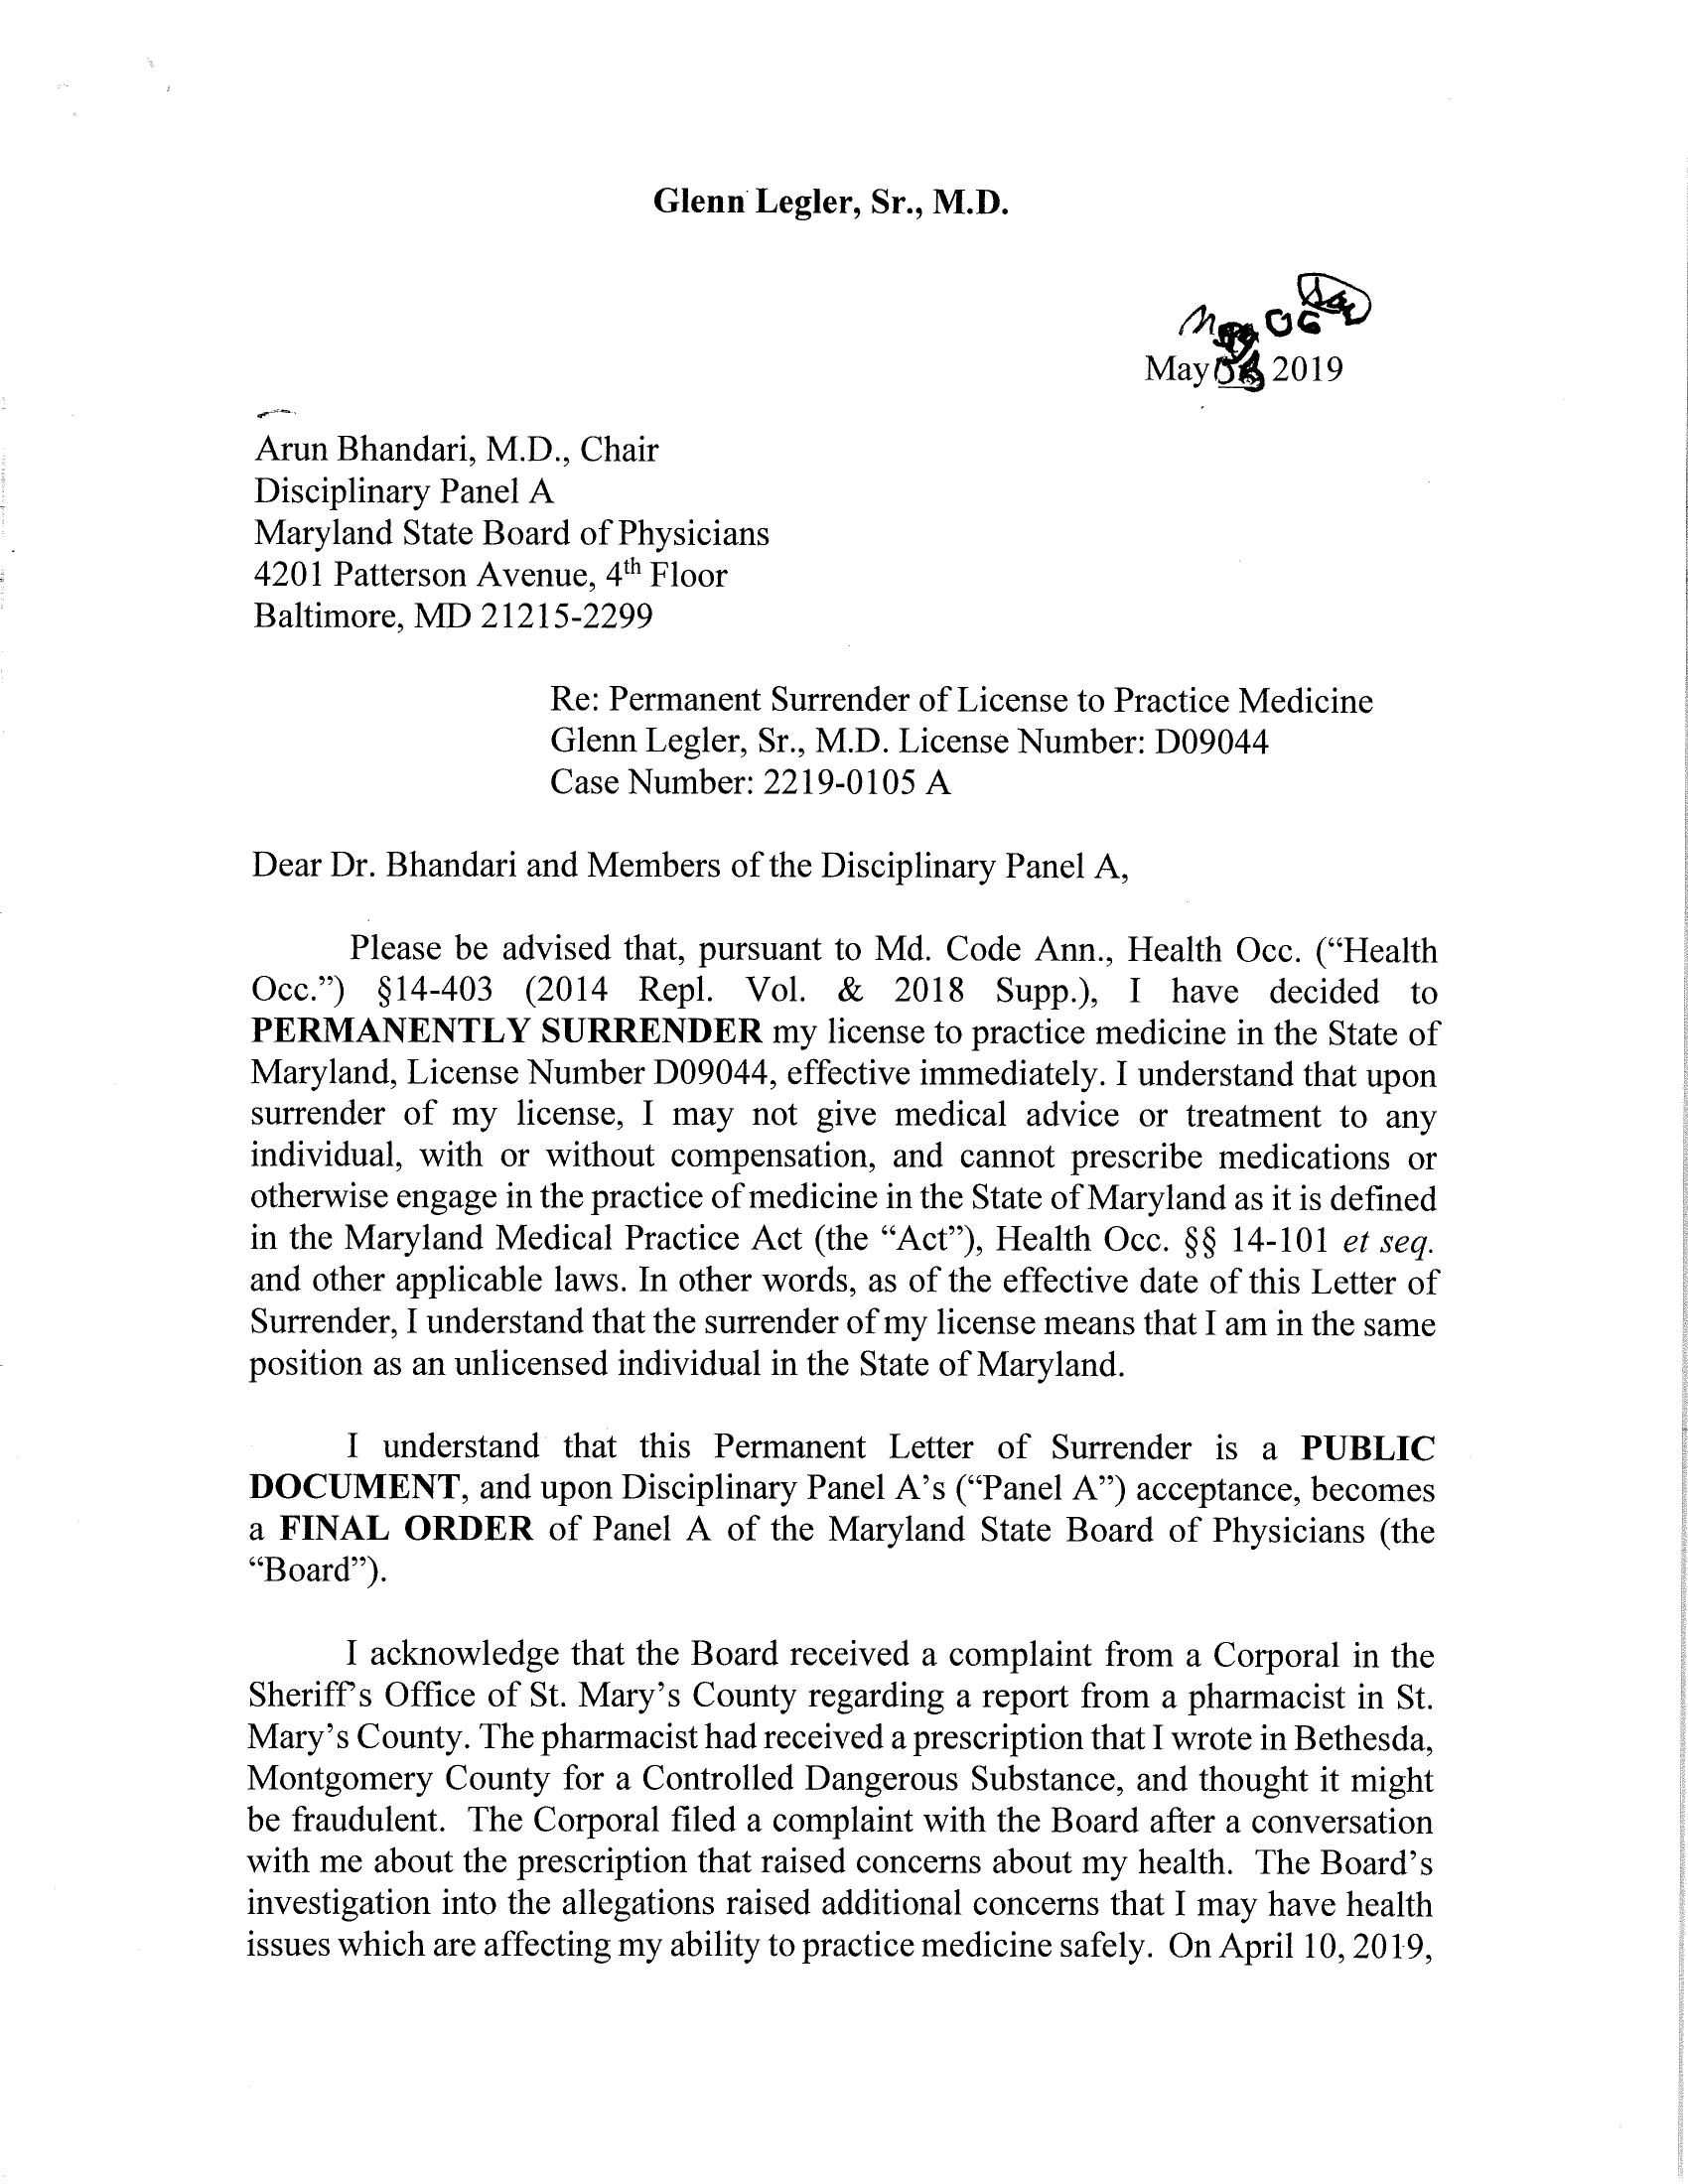 Glenn Legler, Sr., M.D.
May 06
May 2019
Arun Bhandari, M.D., Chair
Disciplinary Panel A
Maryland State Board of Physicians
4201 Patterson Avenue, 4th Floor
Baltimore, MD 21215-2299
Re: Permanent Surrender of License to Practice Medicine
Glenn Legler, Sr., M.D. License Number: D09044
Case Number: 2219-0105 A
Dear Dr. Bhandari and Members of the Disciplinary Panel A,
Please be advised that, pursuant to Md. Code Ann., Health Occ. (“Health
Occ.”) §14-403 (2014 Repl. Vol. & 2018 Supp.), I have decided to
PERMANENTLY SURRENDER my license to practice medicine in the State of
Maryland, License Number D09044, effective immediately. I understand that upon
surrender of my license, I may not give medical advice or treatment to any
individual, with or without compensation, and cannot prescribe medications or
otherwise engage in the practice of medicine in the State of Maryland as it is defined
in the Maryland Medical Practice Act (the “Act”), Health Occ. §§ 14-101 et seq.
and other applicable laws. In other words, as of the effective date of this Letter of
Surrender, I understand that the surrender of my license means that I am in the same
position as an unlicensed individual in the State of Maryland.
I understand that this Permanent Letter of Surrender is a PUBLIC
DOCUMENT, and upon Disciplinary Panel A’s (“Panel A”) acceptance, becomes
a FINAL ORDER of Panel A of the Maryland State Board of Physicians (the
“Board”).
I acknowledge that the Board received a complaint from a Corporal in the
Sheriff’s Office of St. Mary’s County regarding a report from a pharmacist in St.
Mary’s County. The pharmacist had received a prescription that I wrote in Bethesda,
Montgomery County for a Controlled Dangerous Substance, and thought it might
be fraudulent. The Corporal filed a complaint with the Board after a conversation
with me about the prescription that raised concerns about my health. The Board’s
investigation into the allegations raised additional concerns that I may have health
issues which are affecting my ability to practice medicine safely. On April 10, 2019,